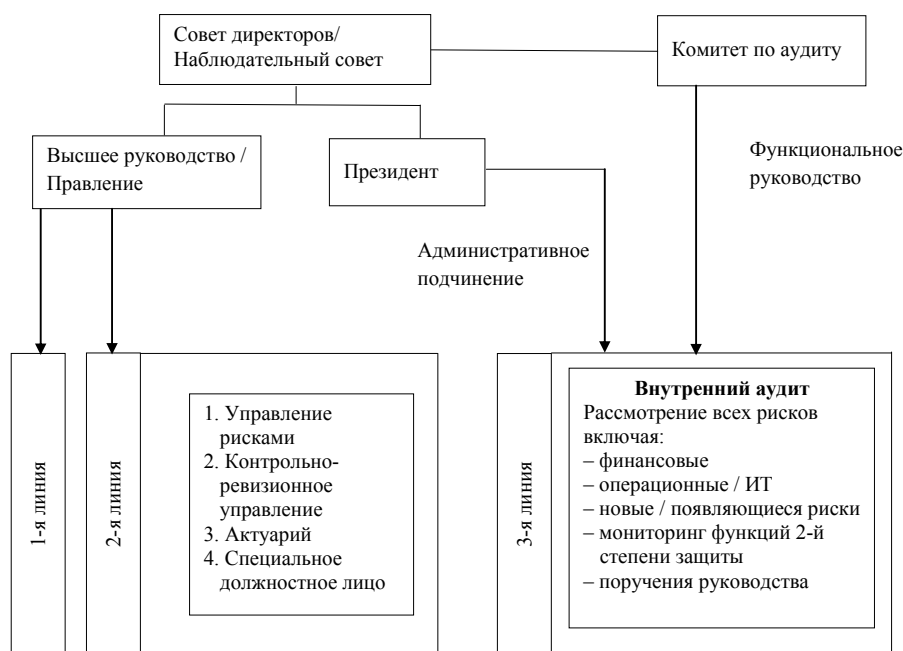 Совет директоров/
Наблюдательный совет
Комитет по аудиту
Высшее руководство /
Правление
Президент
Функциональное
руководство
Административное
подчинение
1-я линия
2-я линия
1. Управление
рисками
2. Контрольно-
ревизионное
управление
3. Актуарий
4. Специальное
должностное лицо
3-я линия
Внутренний аудит
Рассмотрение всех рисков
включая:
– финансовые
– операционные / ИТ
– новые / появляющиеся риски
– мониторинг функций 2-й
степени защиты
– поручения руководства